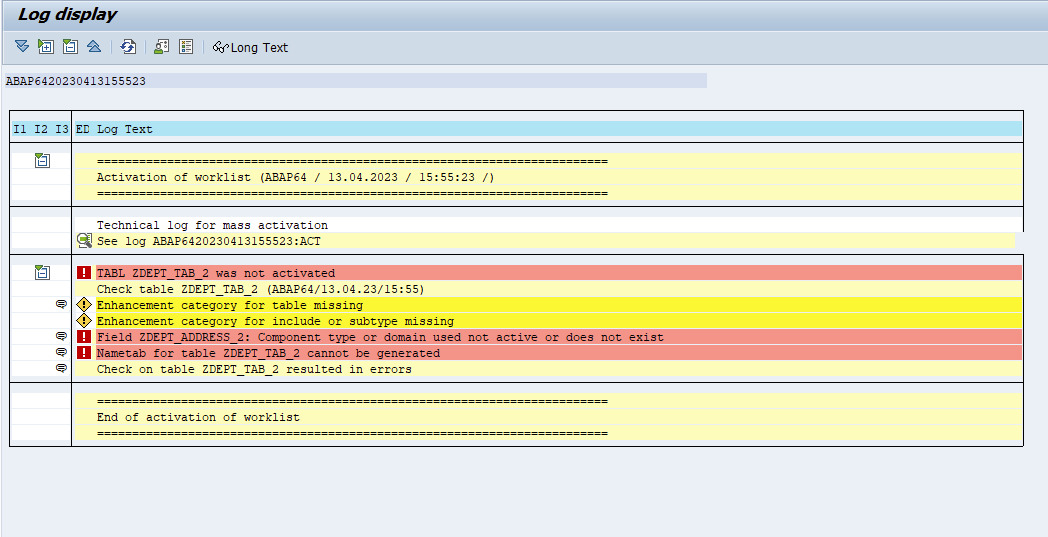 Log display
Long Text
ABAP6420230413155523
I1 I2 I3 ED Log Text
=========================================================================
Activation of worklist (ABAP64 / 13.04.2023 / 15:55:23 /)
=========================================================================
Technical log for mass activation
See log ABAP6420230413155523:ACT
TABL ZDEPT_TAB_2 was not activated
Check table ZDEPT_TAB_2 (ABAP64/13.04.23/15:55)
Enhancement category for table missing
Enhancement category for include or subtype missing
Field ZDEPT_ADDRESS_2: Component type or domain used not active or does not exist
Nametab for table ZDEPT_TAB_2 cannot be generated
Check on table ZDEPT_TAB_2 resulted in errors
=========================================================================
End of activation of worklist
=========================================================================